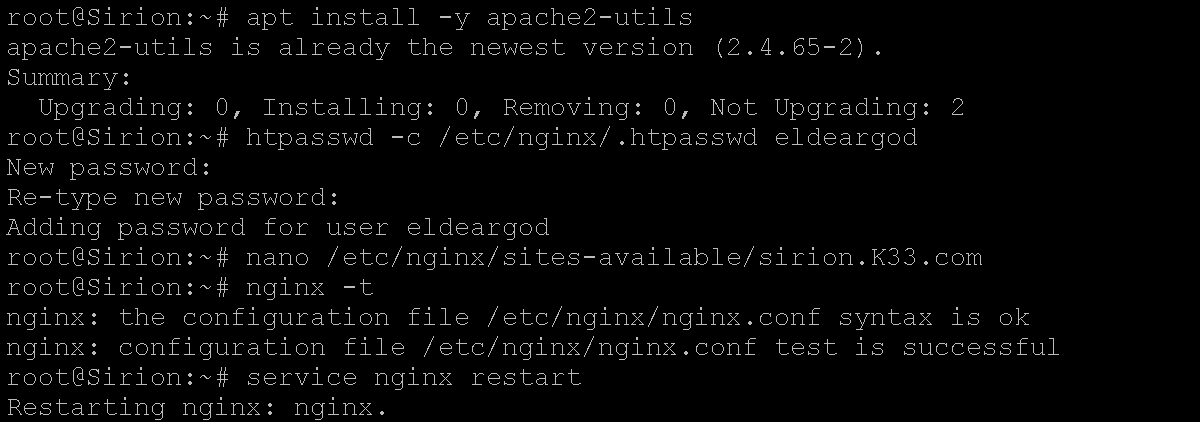 root@Sirion:~# apt install -y apache2-utils
apache2-utils is already the newest version (2.4.65-2).
Summary:
  Upgrading: 0, Installing: 0, Removing: 0, Not Upgrading: 2
root@Sirion:~# htpasswd -c /etc/nginx/.htpasswd eldeargod
New password:
Re-type new password:
Adding password for user eldeargod
root@Sirion:~# nano /etc/nginx/sites-available/sirion.K33.com
root@Sirion:~# nginx -t
nginx: the configuration file /etc/nginx/nginx.conf syntax is ok
nginx: configuration file /etc/nginx/nginx.conf test is successful
root@Sirion:~# service nginx restart
Restarting nginx: nginx.